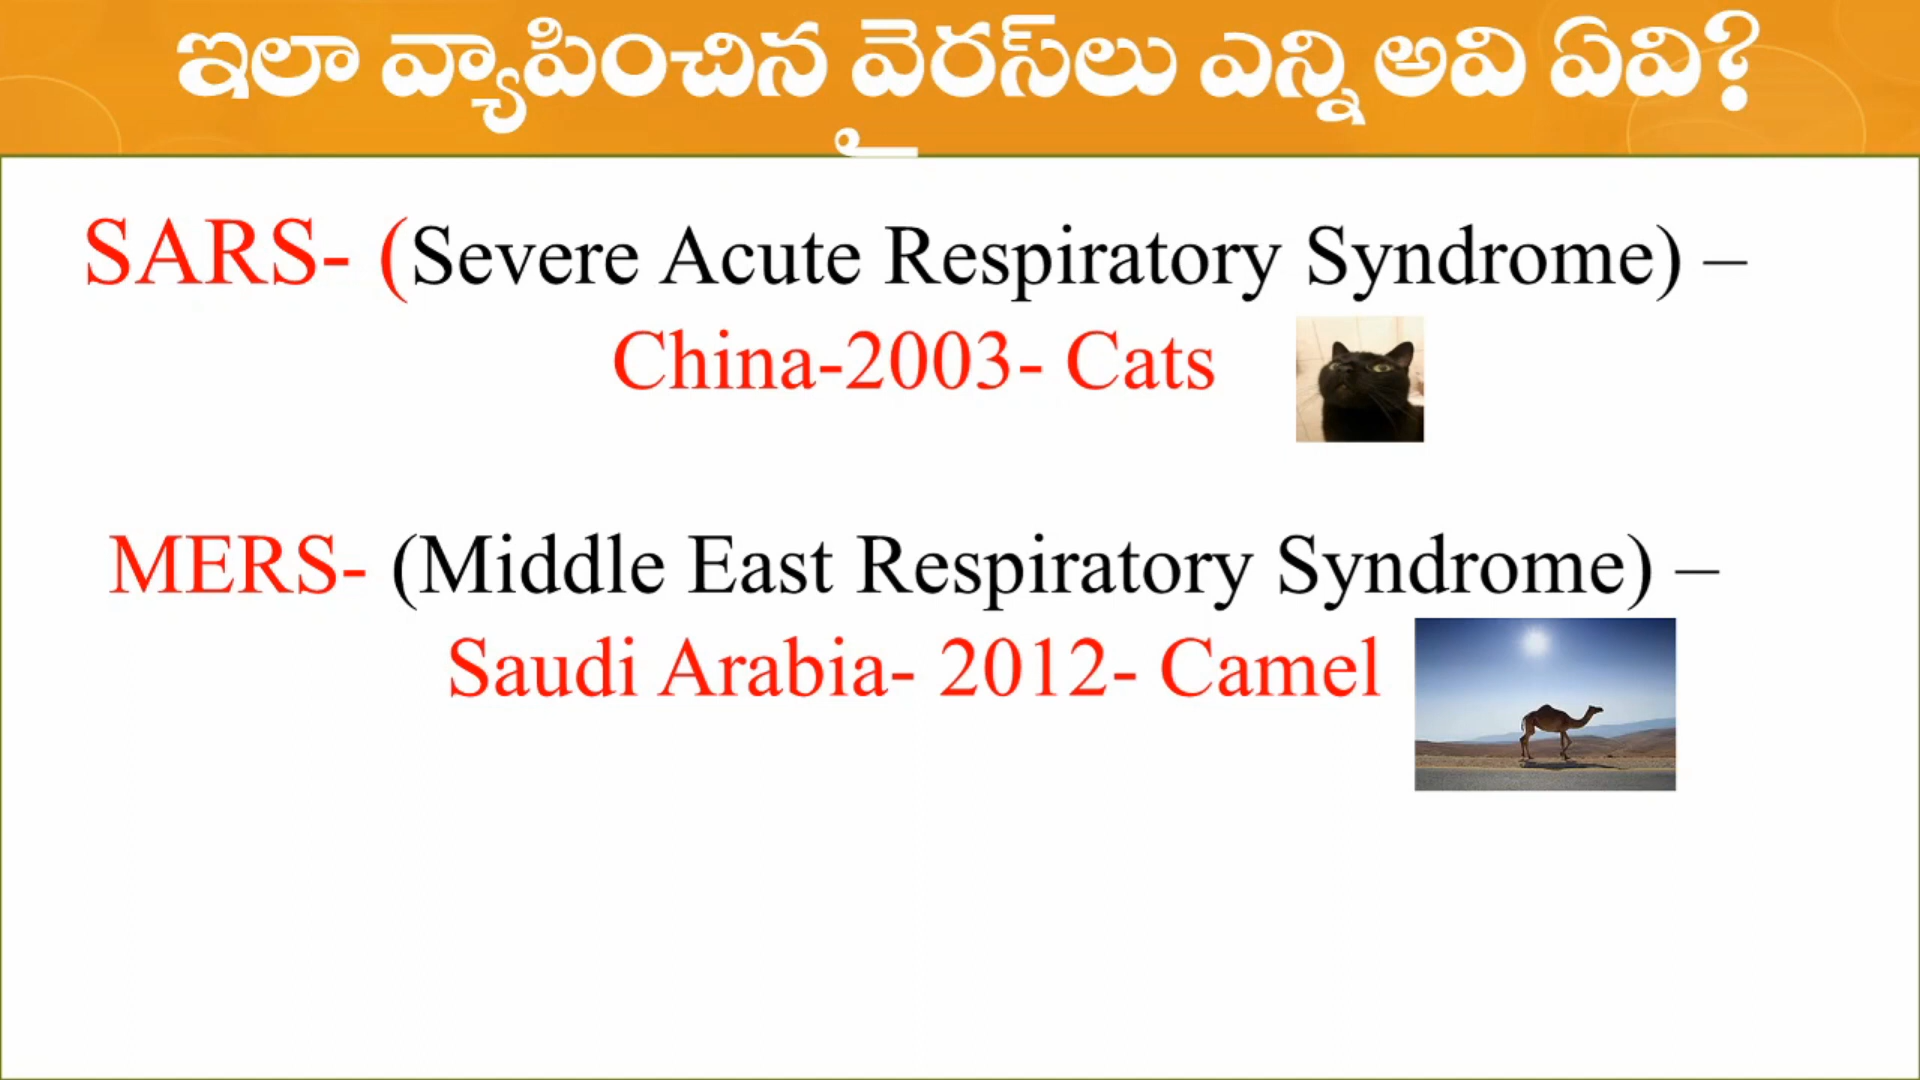 ఇలా వ్యాపించిన వైరస్‌లు ఎన్ని అవి ఏవి?
SARS- (Severe Acute Respiratory Syndrome) –
China-2003- Cats
MERS- (Middle East Respiratory Syndrome) –
Saudi Arabia- 2012- Camel